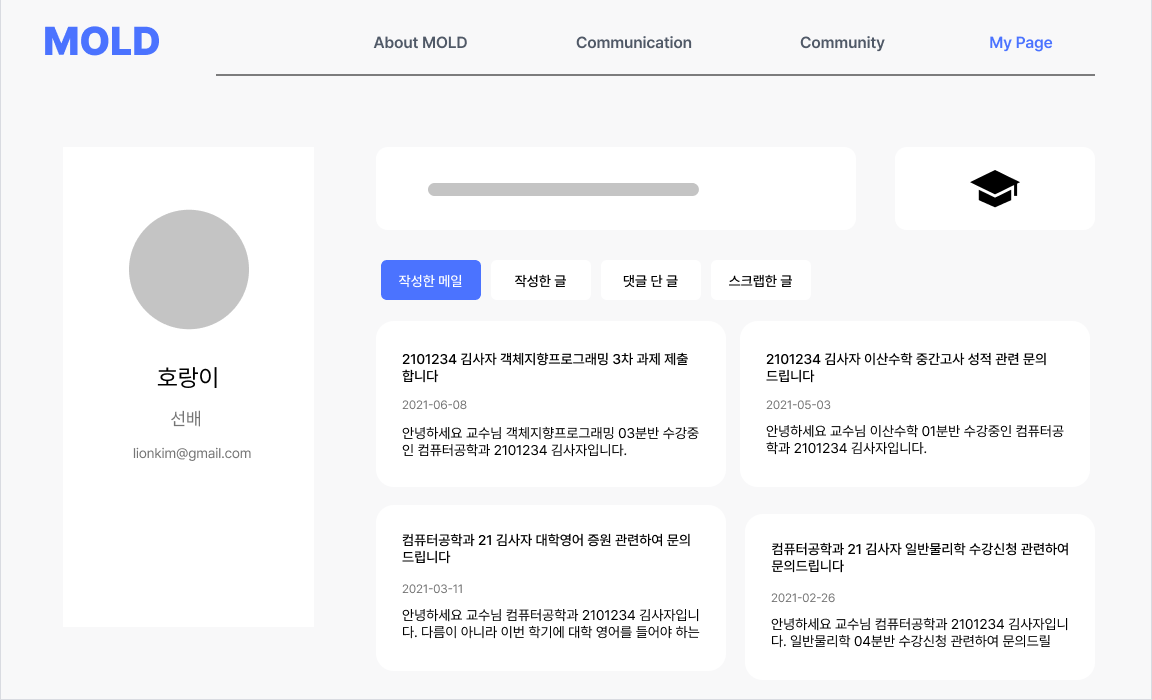 MOLD
About MOLD
Communication
Community
My Page
호랑이
선배
lionkim@gmail.com
작성한 메일
작성한 글
댓글 단 글
스크랩한 글
2101234 김사자 객체지향프로그래밍 3차 과제 제출
합니다
2021-06-08
안녕하세요 교수님 객체지향프로그래밍 03분반 수강중
인 컴퓨터공학과 2101234 김사자입니다.
2101234 김사자 이산수학 중간고사 성적 관련 문의
드립니다
2021-05-03
안녕하세요 교수님 이산수학 01분반 수강중인 컴퓨터공
학과 2101234 김사자입니다.
컴퓨터공학과 21 김사자 대학영어 증원 관련하여 문의
드립니다
2021-03-11
안녕하세요 교수님 컴퓨터공학과 2101234 김사자입니
다. 다름이 아니라 이번 학기에 대학 영어를 들어야 하는
컴퓨터공학과 21 김사자 일반물리학 수강신청 관련하여
문의드립니다
2021-02-26
안녕하세요 교수님 컴퓨터공학과 2101234 김사자입니
다. 일반물리학 04분반 수강신청 관련하여 문의드릴